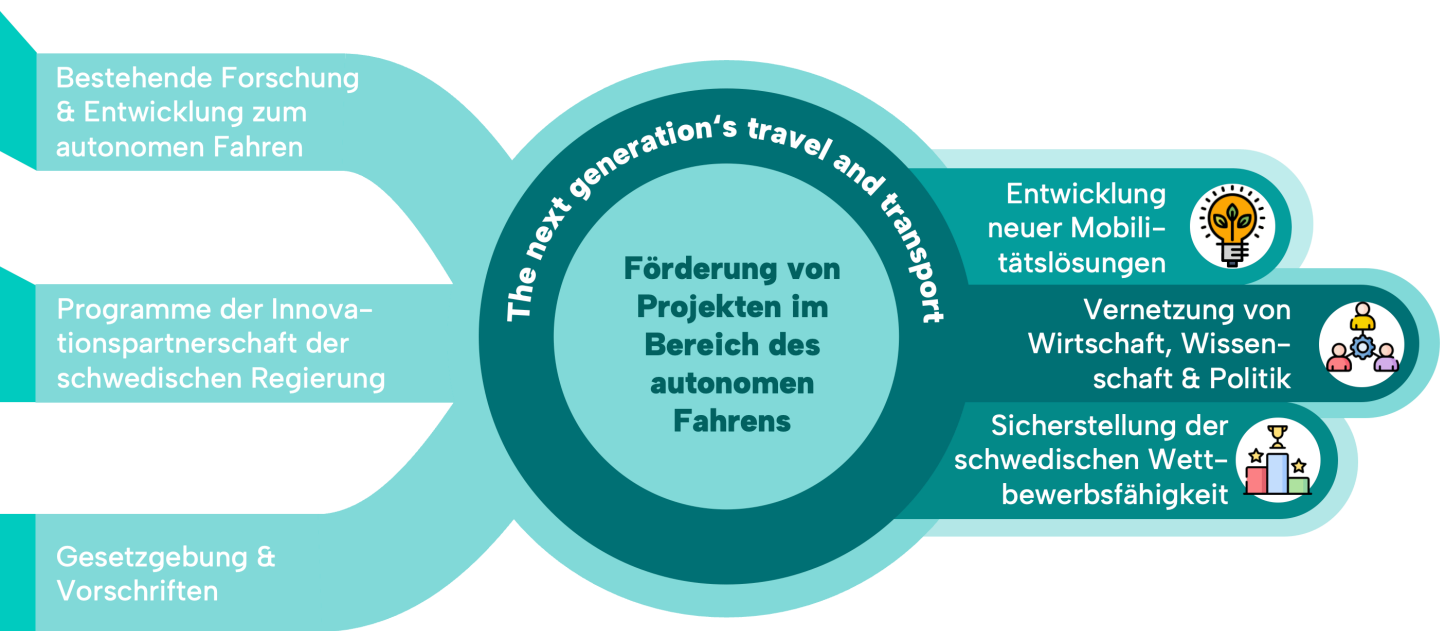 Bestehende Forschung
& Entwicklung zum
autonomen Fahren
Programme der Innova-
tionspartnerschaft der
schwedischen Regierung
Gesetzgebung &
Vorschriften
The next generation‘s travel and transport
Förderung von
Projekten im
Bereich des
autonomen
Fahrens
Entwicklung
neuer Mobili-
tätslösungen
Vernetzung von
Wirtschaft, Wissen-
schaft & Politik
Sicherstellung der
schwedischen Wett-
bewerbsfähigkeit